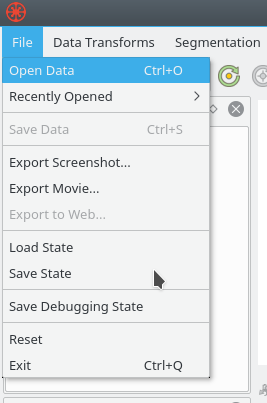 File Data Transforms Segmentation
Open Data Ctrl+O
Recently Opened
Save Data Ctrl+S
Export Screenshot...
Export Movie...
Export to Web...
Load State
Save State
Save Debugging State
Reset
Exit Ctrl+Q